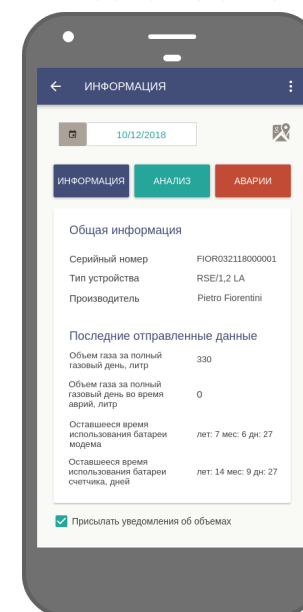 ИНФОРМАЦИЯ
10/12/2018
ИНФОРМАЦИЯ АНАЛИЗ АВАРИИ
Общая информация
Серийный номер FIOR032118000001
Тип устройства RSE/1,2 LA
Производитель Pietro Fiorentini
Последние отправленные данные
Объем газа за полный
газовый день, литр 330
Объем газа за полный
газовый день во время 0
аврий, литр
Оставшееся время
использования батареи лет: 7 мес: 6 дн: 27
модема
Оставшееся время
использования батареи лет: 14 мес: 9 дн: 27
счетчика, дней
Присылать уведомления об объемах